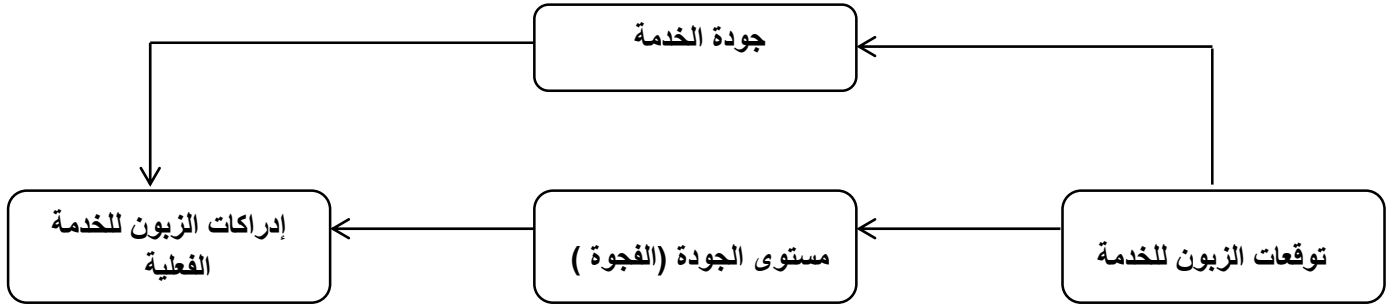 جودة الخدمة
توقعات الزبون للخدمة
مستوى الجودة (الفجوة )
إدراكات الزبون للخدمة
الفعلية